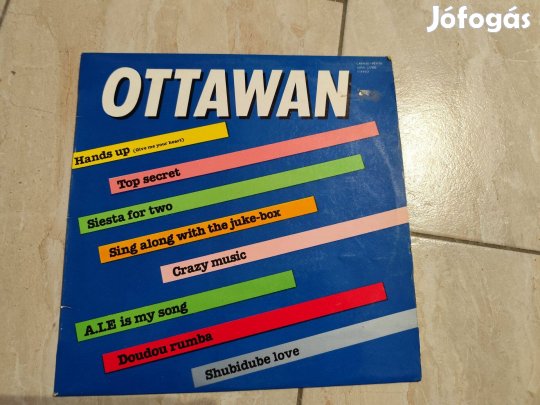 Jófogás
OTTAWAN
STEREO
Hands up (Give me your heart)
Top secret
Siesta for two
Sing along with the juke-box
Crazy music
A.I.E is my song
Doudou rumba
Shubidube love